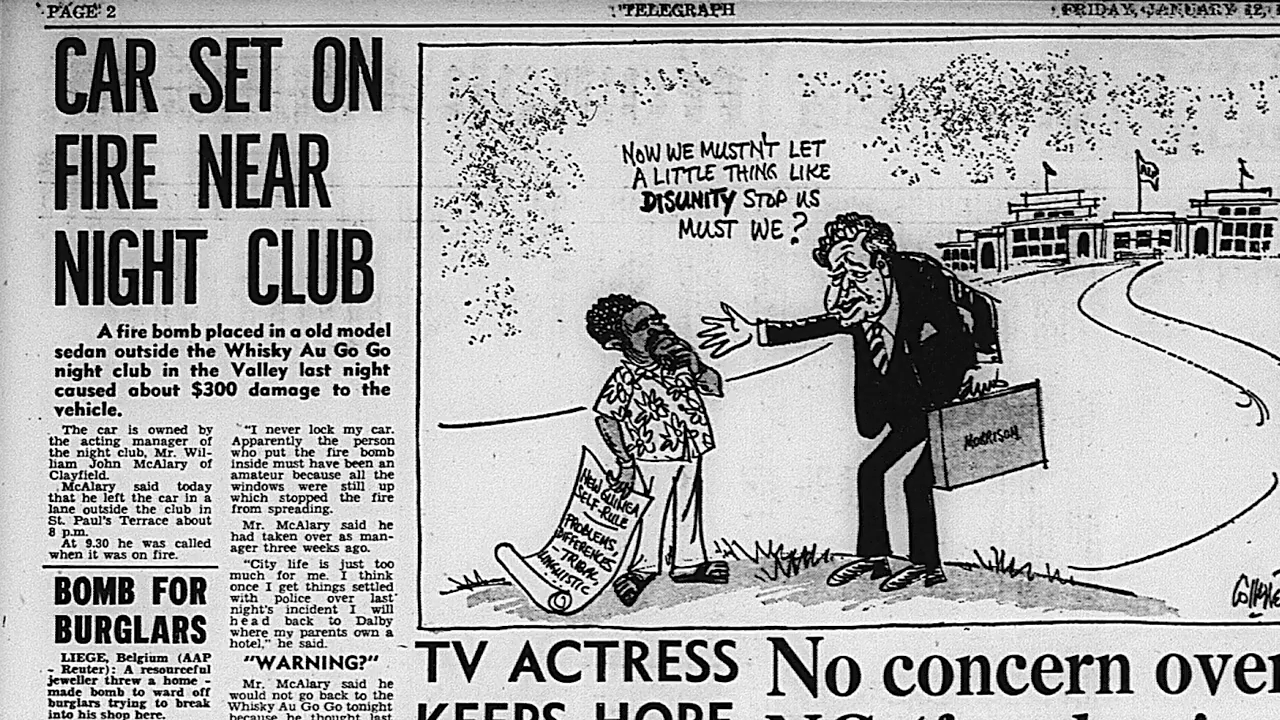 PAGE 2
TELEGRAPH
FRIDAY, JANUARY 12,
CAR SET ON
FIRE NEAR
NIGHT CLUB
A fire bomb placed in a old model
sedan outside the Whisky Au Go Go
night club in the Valley last night
caused about $300 damage to the
vehicle.
The car is owned by
the acting manager of
the night club, Mr. Wil-
liam John McAlary of
Clayfield.
McAlary said today
that he left the car in a
lane outside the club in
St. Paul's Terrace about
8 p.m.
At 9.30 he was called
when it was on fire.
BOMB FOR
BURGLARS
LIEGE, Belgium (AAP
- Reuter): A resourceful
jeweller threw a home -
made bomb to ward off
burglars trying to break
into his shop here.
"I never lock my car.
Apparently the person
who put the fire bomb
inside must have been an
amateur because all the
windows were still up
which stopped the fire
from spreading.
Mr. McAlary said he
had taken over as man-
ager three weeks ago.
"City life is just too
much for me. I think
once I get things settled
with police over last
night's incident I will
head back to Dalby
where my parents own a
hotel," he said.
"WARNING?"
Mr. McAlary said he
would not go back to the
Whisky Au Go Go tonight
because he thought last
NOW WE MUSTN'T LET
A LITTLE THING LIKE
DISUNITY STOP US
MUST WE?
ALP
MORRISON
NEW GUINEA
SELF-RULE
PROBLEMS,
DIFFERENCES
- TRIBAL
LINGUISTIC
TV ACTRESS
KEEPS HOPE
No concern over